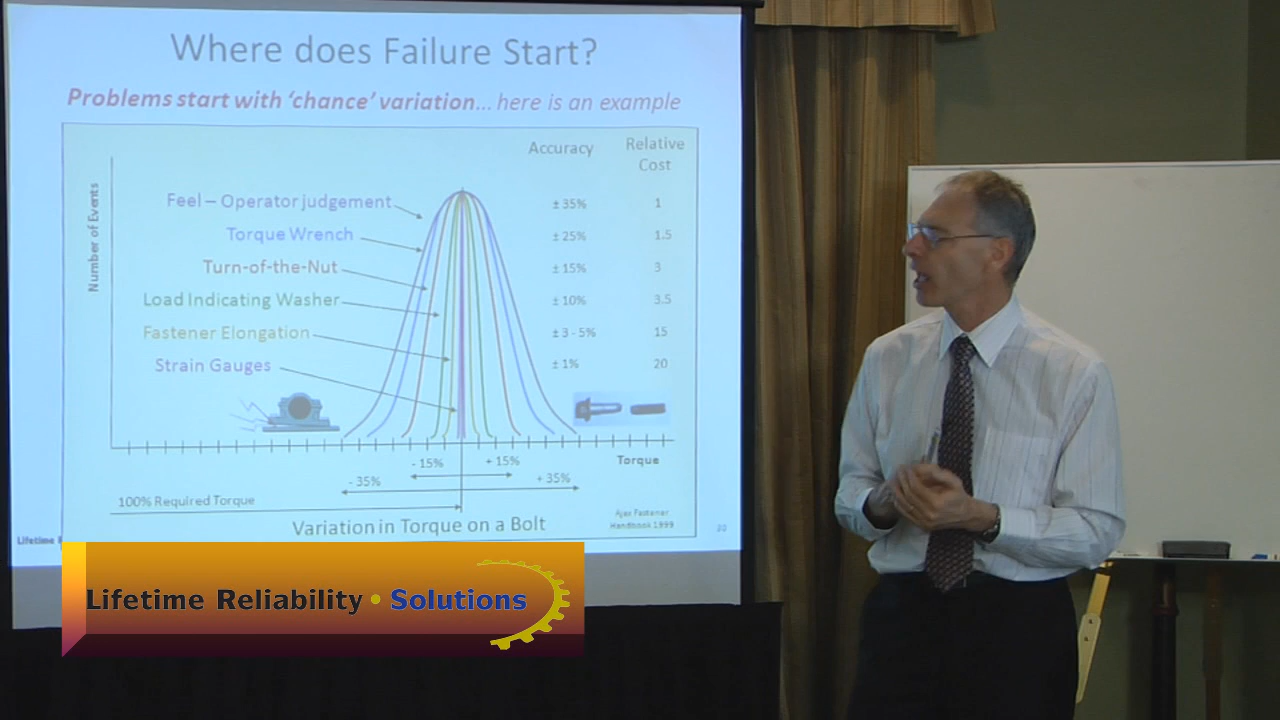 Where does Failure Start?
Problems start with 'chance' variation... here is an example
Accuracy
Relative Cost
Number of Events
Feel – Operator judgement ± 35% 1
Torque Wrench ± 25% 1.5
Turn-of-the-Nut ± 15% 3
Load Indicating Washer ± 10% 3.5
Fastener Elongation ± 3 - 5% 15
Strain Gauges ± 1% 20
- 15% + 15% Torque
- 35% + 35%
100% Required Torque
Variation in Torque on a Bolt
Ajax Fastener
Handbook 1999
Lifetime
Lifetime Reliability • Solutions